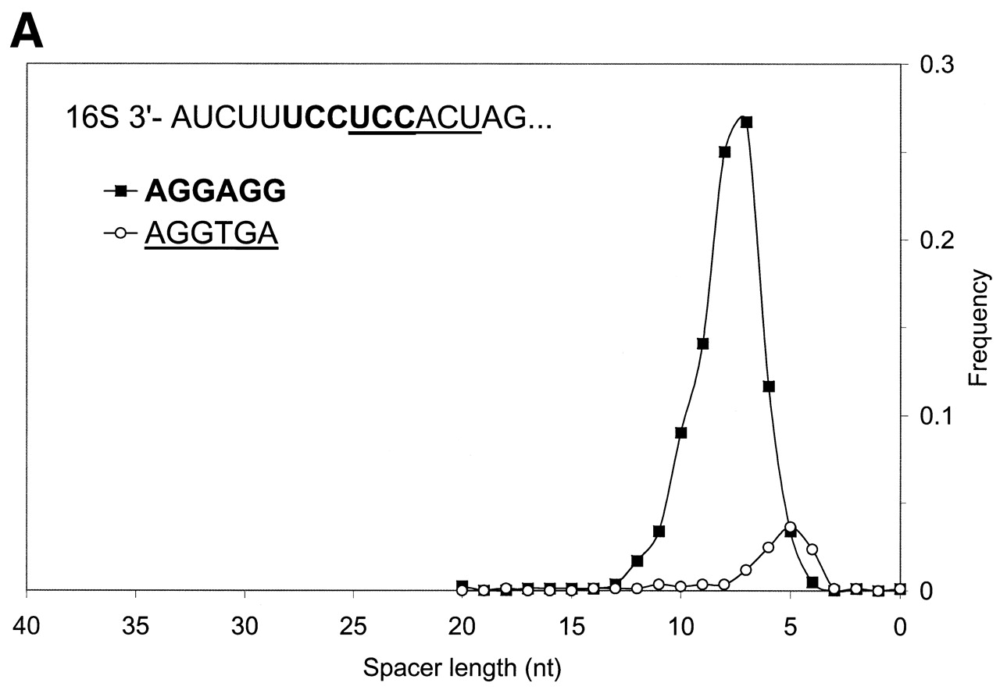 A
16S 3'- AUCUUUCCUCCACUAG...
AGGAGG
AGGTGA
0.3
0.2
0.1
0
Frequency
40 35 30 25 20 15 10 5 0
Spacer length (nt)